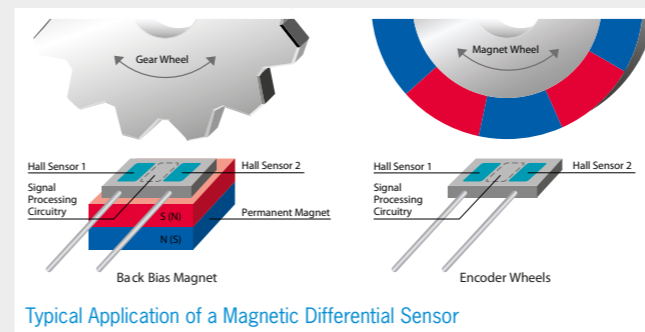 Gear Wheel
Hall Sensor 1
Hall Sensor 2
Signal
Processing
Circuitry
S (N)
Permanent Magnet
N (S)
Back Bias Magnet
Magnet Wheel
Hall Sensor 1
Hall Sensor 2
Signal
Processing
Circuitry
Encoder Wheels
Typical Application of a Magnetic Differential Sensor